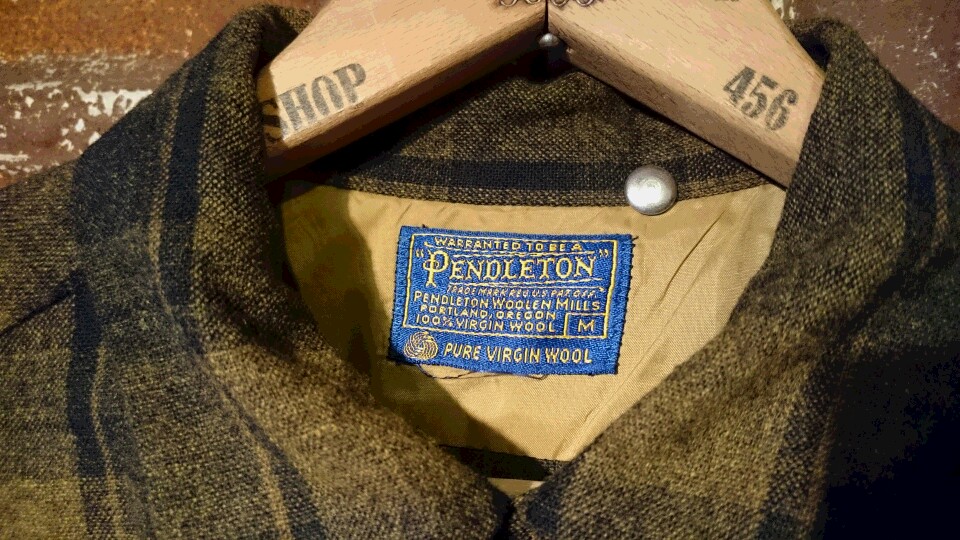 SHOP
456
WARRANTED TO BE A
"PENDLETON"
TRADE MARK REG. U.S. PAT. OFF.
PENDLETON WOOLEN MILLS
PORTLAND, OREGON
100% VIRGIN WOOL
M
PURE VIRGIN WOOL